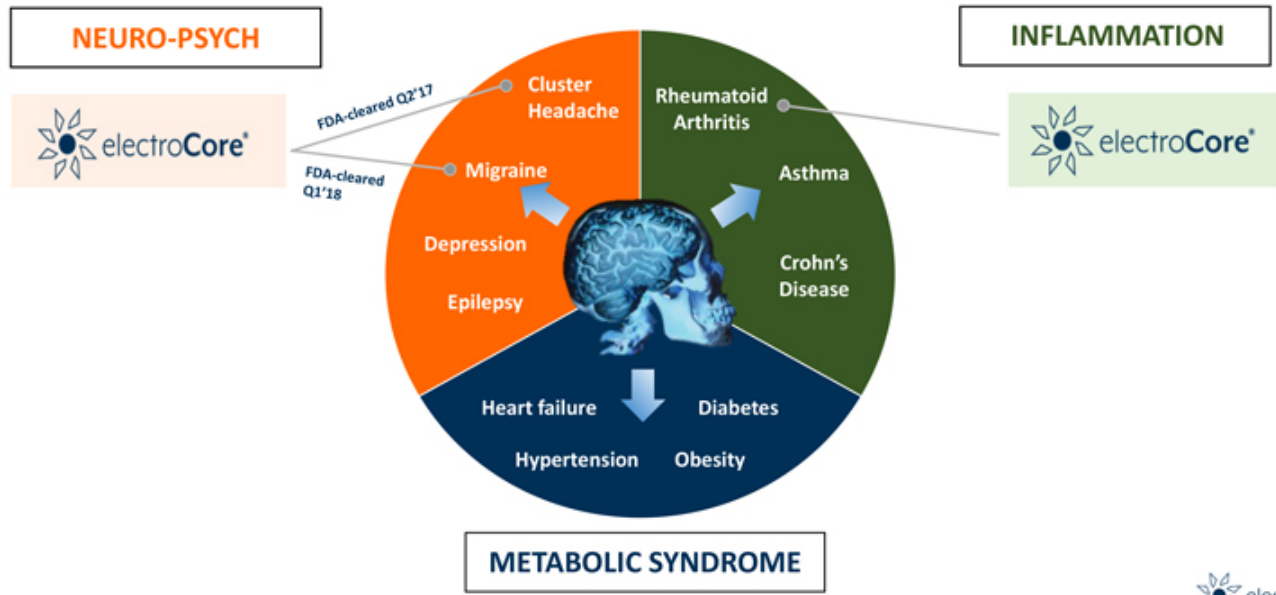 NEURO-PSYCH
INFLAMMATION
electroCore®
FDA-cleared Q2'17
FDA-cleared
Q1'18
Cluster
Headache
Migraine
Depression
Epilepsy
Rheumatoid
Arthritis
Asthma
Crohn's
Disease
electroCore®
Heart failure
Diabetes
Hypertension
Obesity
METABOLIC SYNDROME